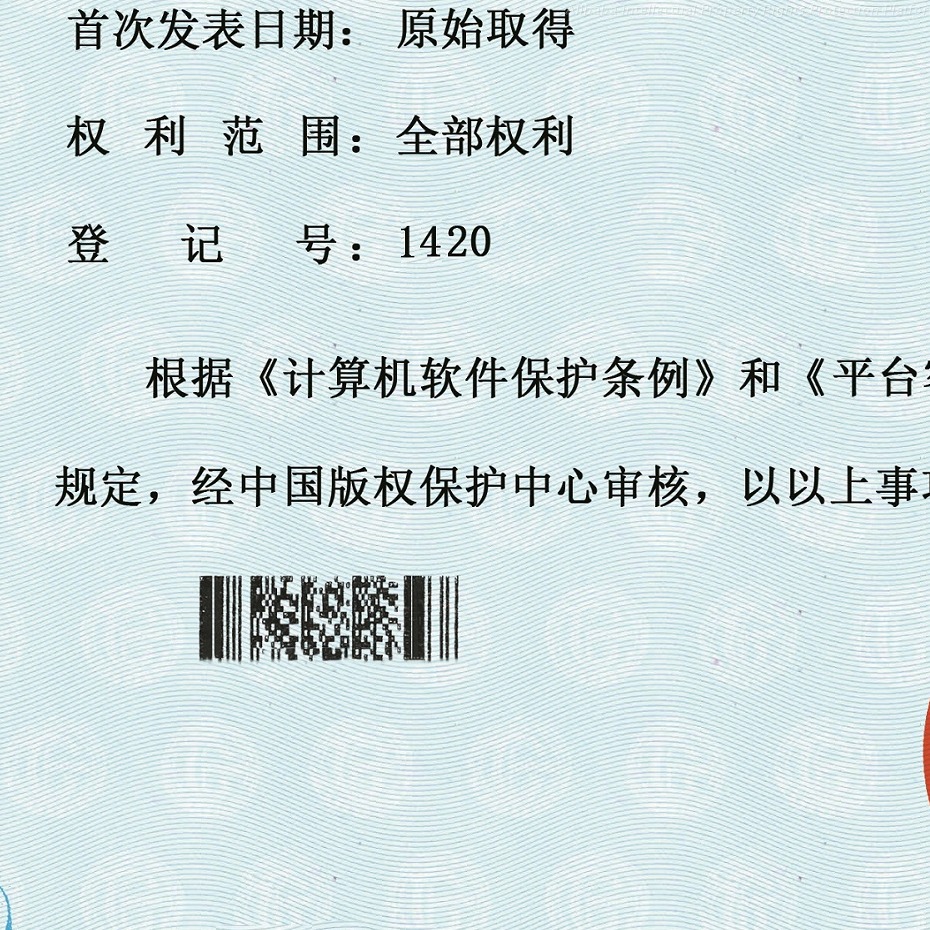 首次发表日期： 原始取得
权利范围：全部权利
登记号：1420
根据《计算机软件保护条例》和《平台
规定，经中国版权保护中心审核，以以上事